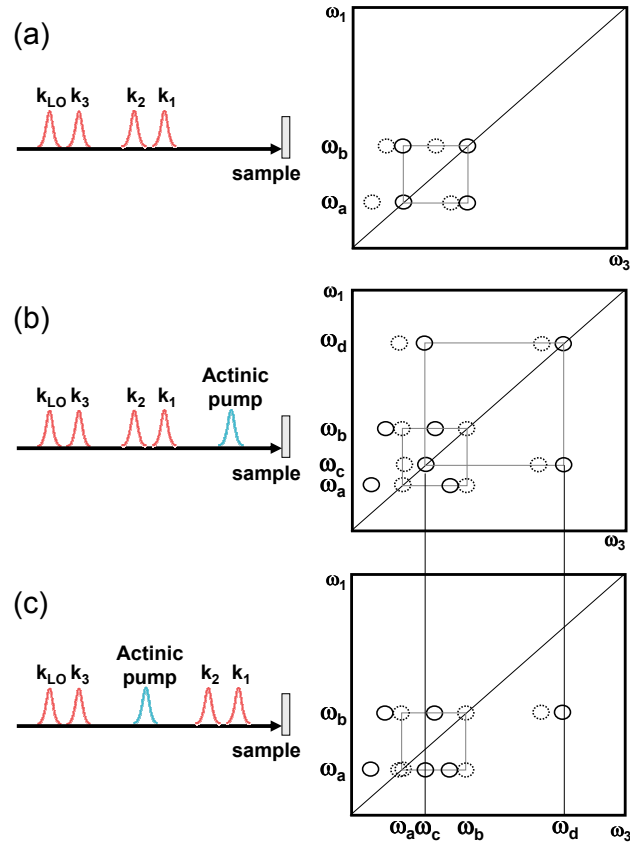 (a)
k_LO k_3 k_2 k_1
sample
ω_1
ω_b
ω_a
ω_3
(b)
Actinic
pump
k_LO k_3 k_2 k_1
sample
ω_1
ω_d
ω_b
ω_c
ω_a
ω_3
(c)
Actinic
pump
k_LO k_3 k_2 k_1
sample
ω_1
ω_b
ω_a
ω_a ω_c ω_b ω_d ω_3